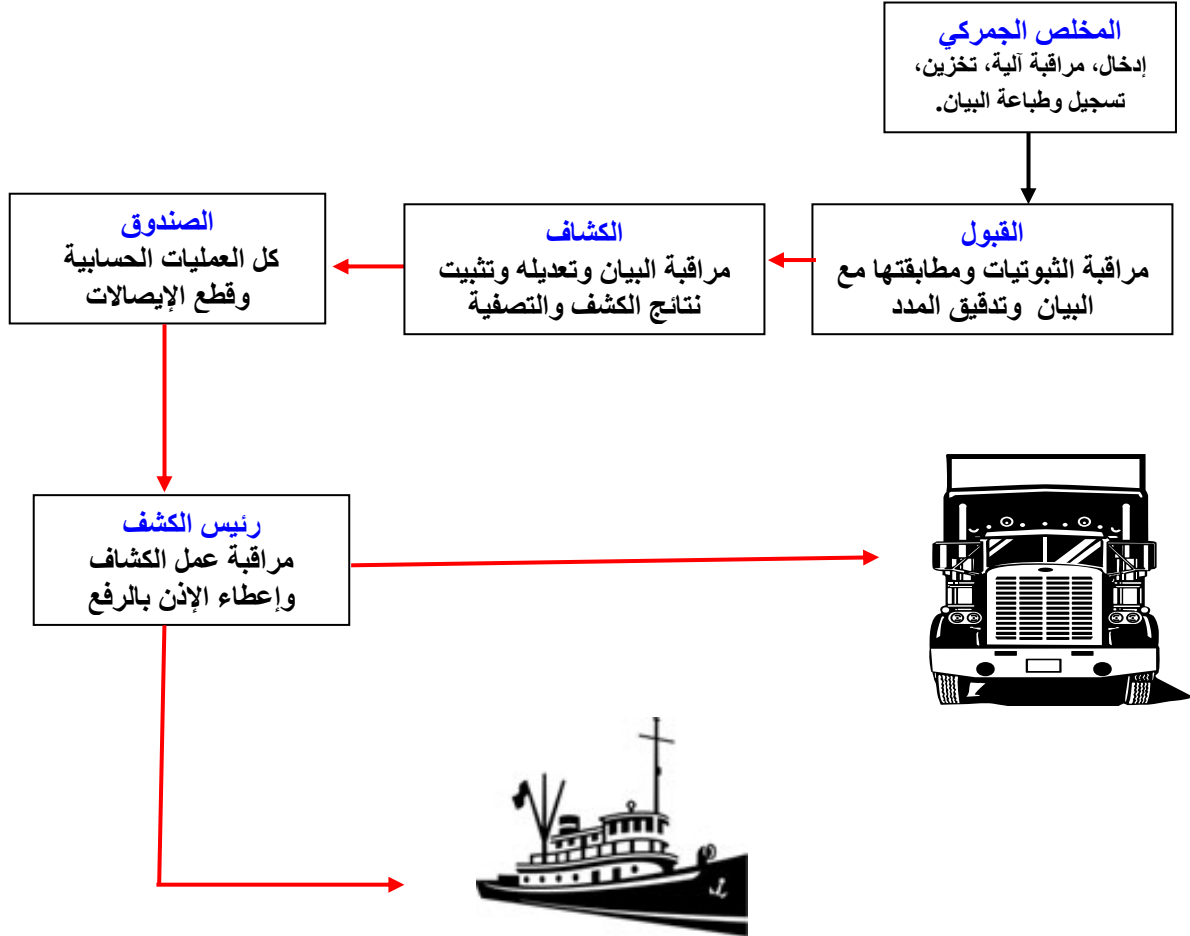 المخلص الجمركي
إدخال، مراقبة آلية، تخزين،
تسجيل وطباعة البيان.
القبول
مراقبة الثبوتيات ومطابقتها مع
البيان وتدقيق المدد
الكشاف
مراقبة البيان وتعديله وتثبيت
نتائج الكشف والتصفية
الصندوق
كل العمليات الحسابية
وقطع الإيصالات
رئيس الكشف
مراقبة عمل الكشاف
وإعطاء الإذن بالرفع